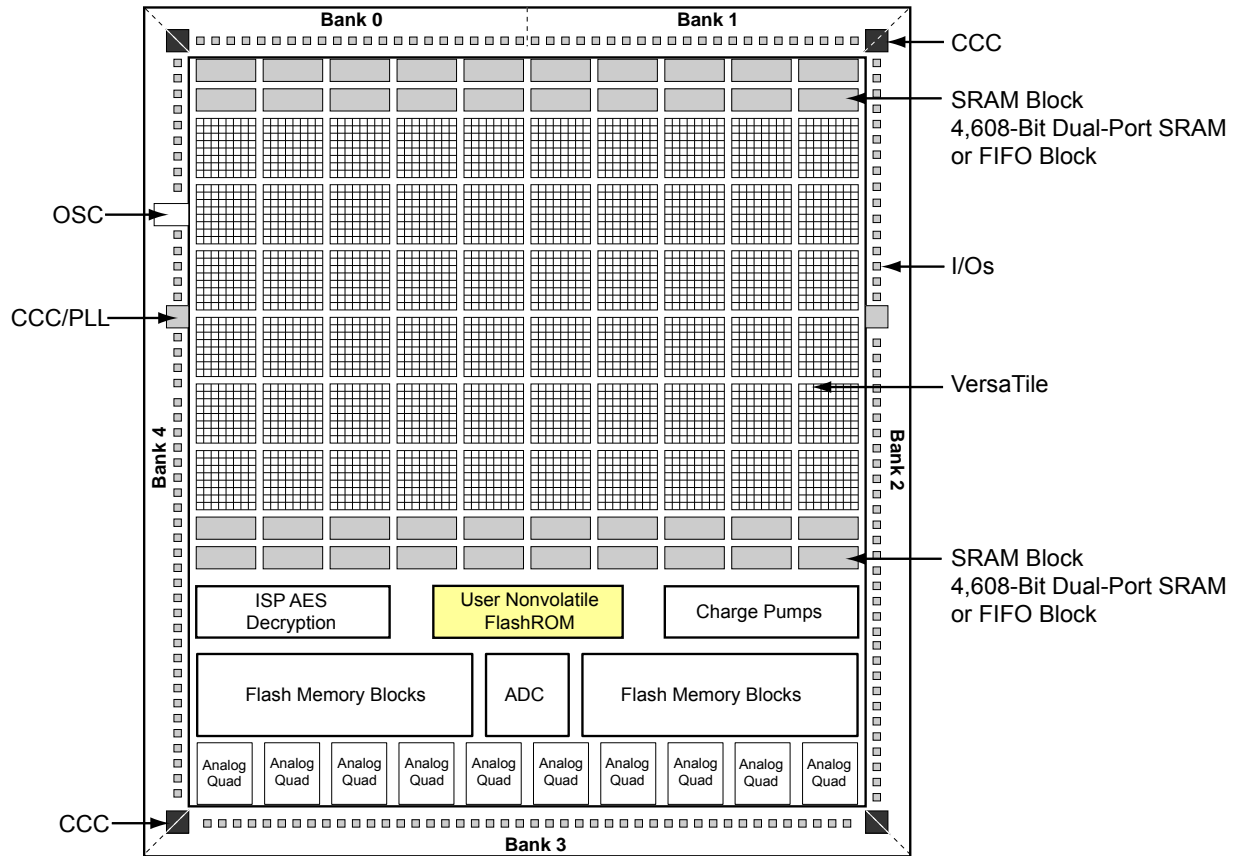 Bank 0
Bank 1
CCC
SRAM Block
4,608-Bit Dual-Port SRAM
or FIFO Block
OSC
I/Os
CCC/PLL
VersaTile
Bank 4
Bank 2
SRAM Block
4,608-Bit Dual-Port SRAM
or FIFO Block
ISP AES
Decryption
User Nonvolatile
FlashROM
Charge Pumps
Flash Memory Blocks
ADC
Flash Memory Blocks
Analog
Quad
Analog
Quad
Analog
Quad
Analog
Quad
Analog
Quad
Analog
Quad
Analog
Quad
Analog
Quad
Analog
Quad
Analog
Quad
CCC
Bank 3